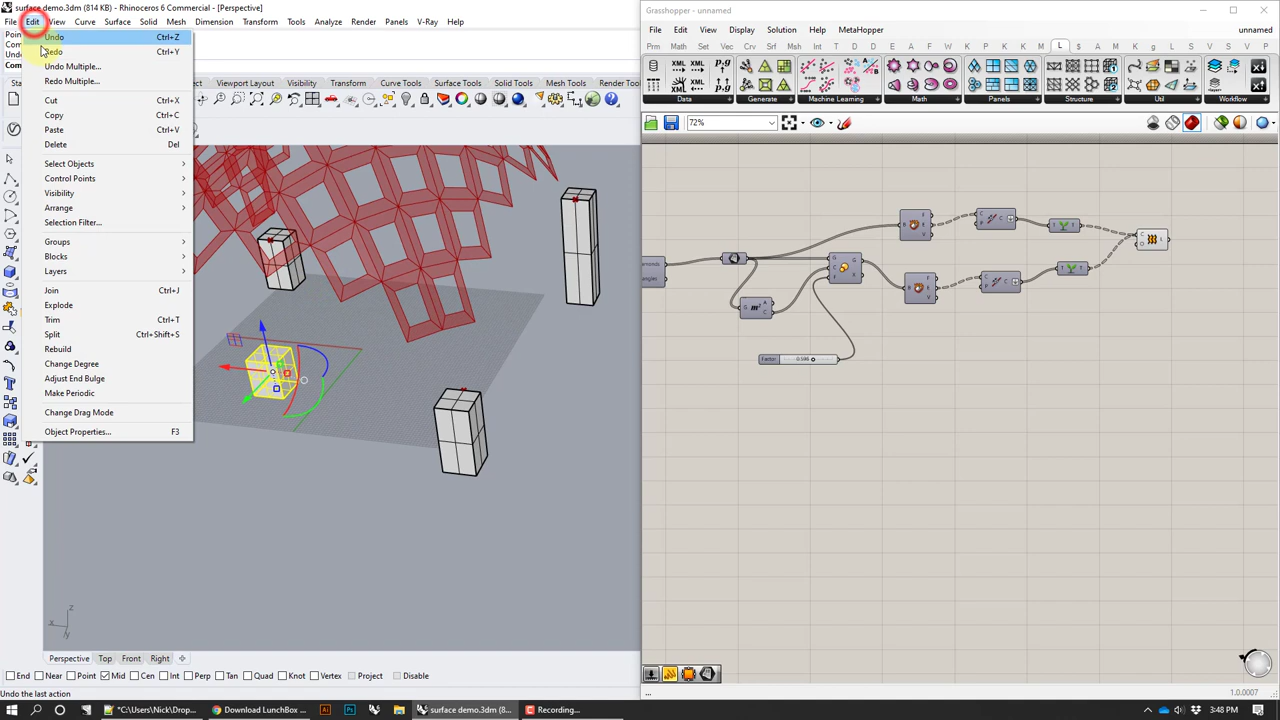 surface demo.3dm (814 KB) - Rhinoceros 6 Commercial - [Perspective]
File Edit View Curve Surface Solid Mesh Dimension Transform Tools Analyze Render Panels V-Ray Help
Undo Ctrl+Z
Redo Ctrl+Y
Undo Multiple...
Redo Multiple...
Cut Ctrl+X
Copy Ctrl+C
Paste Ctrl+V
Delete Del
Select Objects
Control Points
Visibility
Arrange
Selection Filter...
Groups
Blocks
Layers
Join Ctrl+J
Explode
Trim Ctrl+T
Split Ctrl+Shift+S
Rebuild
Change Degree
Adjust End Bulge
Make Periodic
Change Drag Mode
Object Properties... F3
Viewport Layout Visibility Transform Curve Tools Surface Tools Solid Tools Mesh Tools
z
x
y
Perspective Top Front Right
End Near Point Mid Cen Int Perp Tan Quad Knot Vertex Project Disable
Undo the last action
Grasshopper - unnamed
File Edit View Display Solution Help MetaHopper unnamed
Prm M S V C S M I T D W L L H K M K A E L B F H T
Data Generate Machine Learning Math Panels Structure Util Workflow
72%
Factor 0.596
1.0.0007
*C:\Users\Nick\Drop... Download LunchBox ... surface demo.3dm (... Recording...
3:48 PM